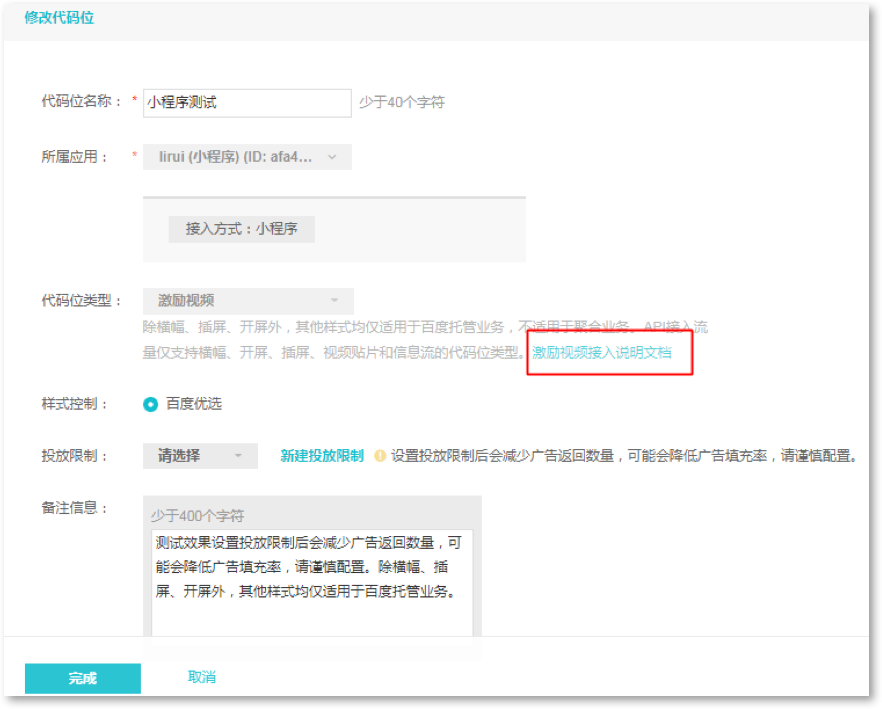 修改代码位
代码位名称： * 小程序测试 少于40个字符
所属应用： * lirui (小程序) (ID: afa4...
接入方式：小程序
代码位类型： 激励视频
除横幅、插屏、开屏外，其他样式均仅适用于百度托管业务，不适用于聚合业务。API接入流
量仅支持横幅、开屏、插屏、视频贴片和信息流的代码位类型。激励视频接入说明文档
样式控制： 百度优选
投放限制： 请选择 新建投放限制 设置投放限制后会减少广告返回数量，可能会降低广告填充率，请谨慎配置。
备注信息：
少于400个字符
测试效果设置投放限制后会减少广告返回数量，可
能会降低广告填充率，请谨慎配置。除横幅、插
屏、开屏外，其他样式均仅适用于百度托管业务。
完成 取消